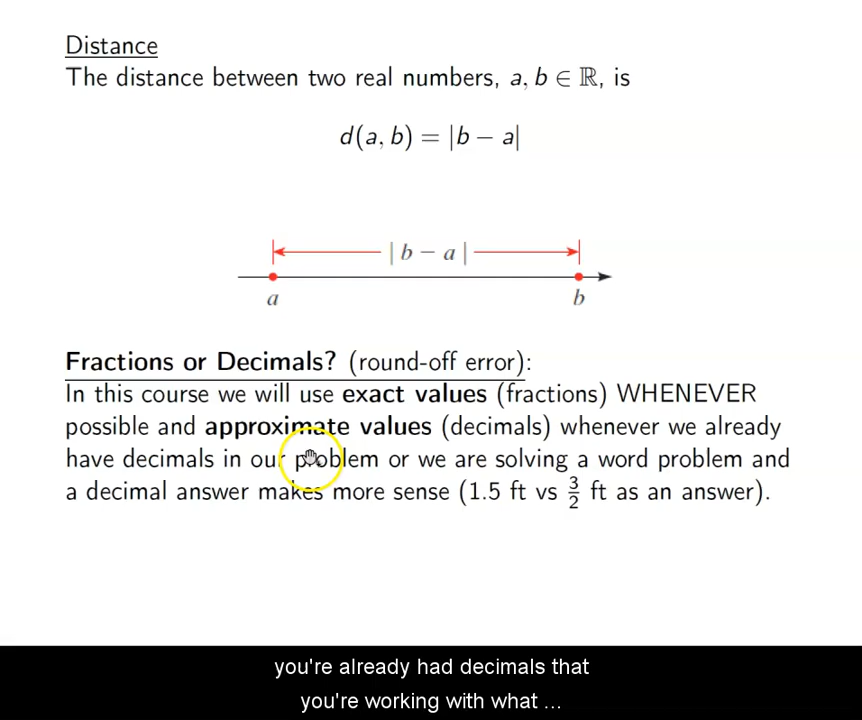 Distance
The distance between two real numbers, a, b ∈ ℝ, is
d(a, b) = |b − a|
| b − a |
a b
Fractions or Decimals? (round-off error):
In this course we will use exact values (fractions) WHENEVER
possible and approximate values (decimals) whenever we already
have decimals in our problem or we are solving a word problem and
a decimal answer makes more sense (1.5 ft vs 3/2 ft as an answer).
you're already had decimals that
you're working with what ...